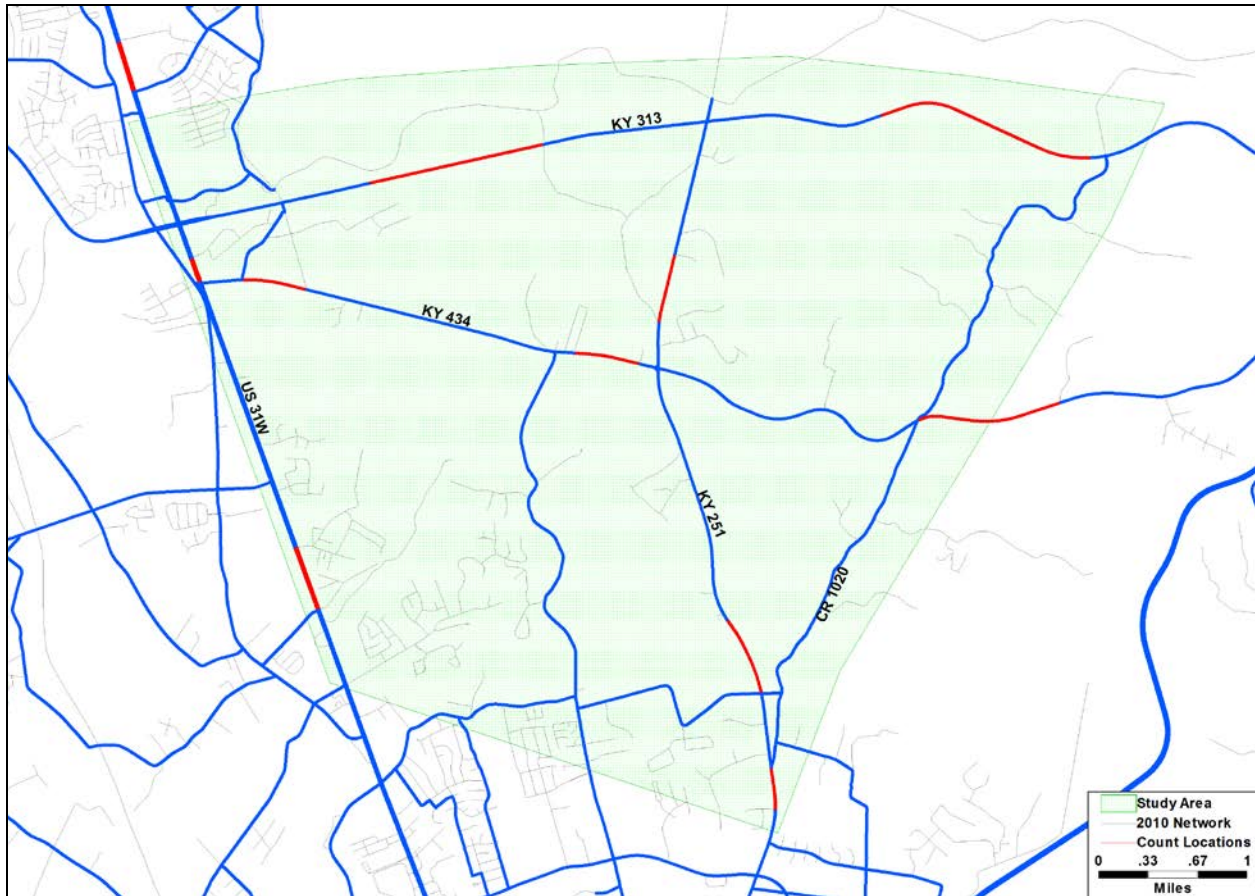 KY 313
KY 434
US 31W
KY 251
CR 1020
Study Area
2010 Network
Count Locations
0 .33 .67 1
Miles